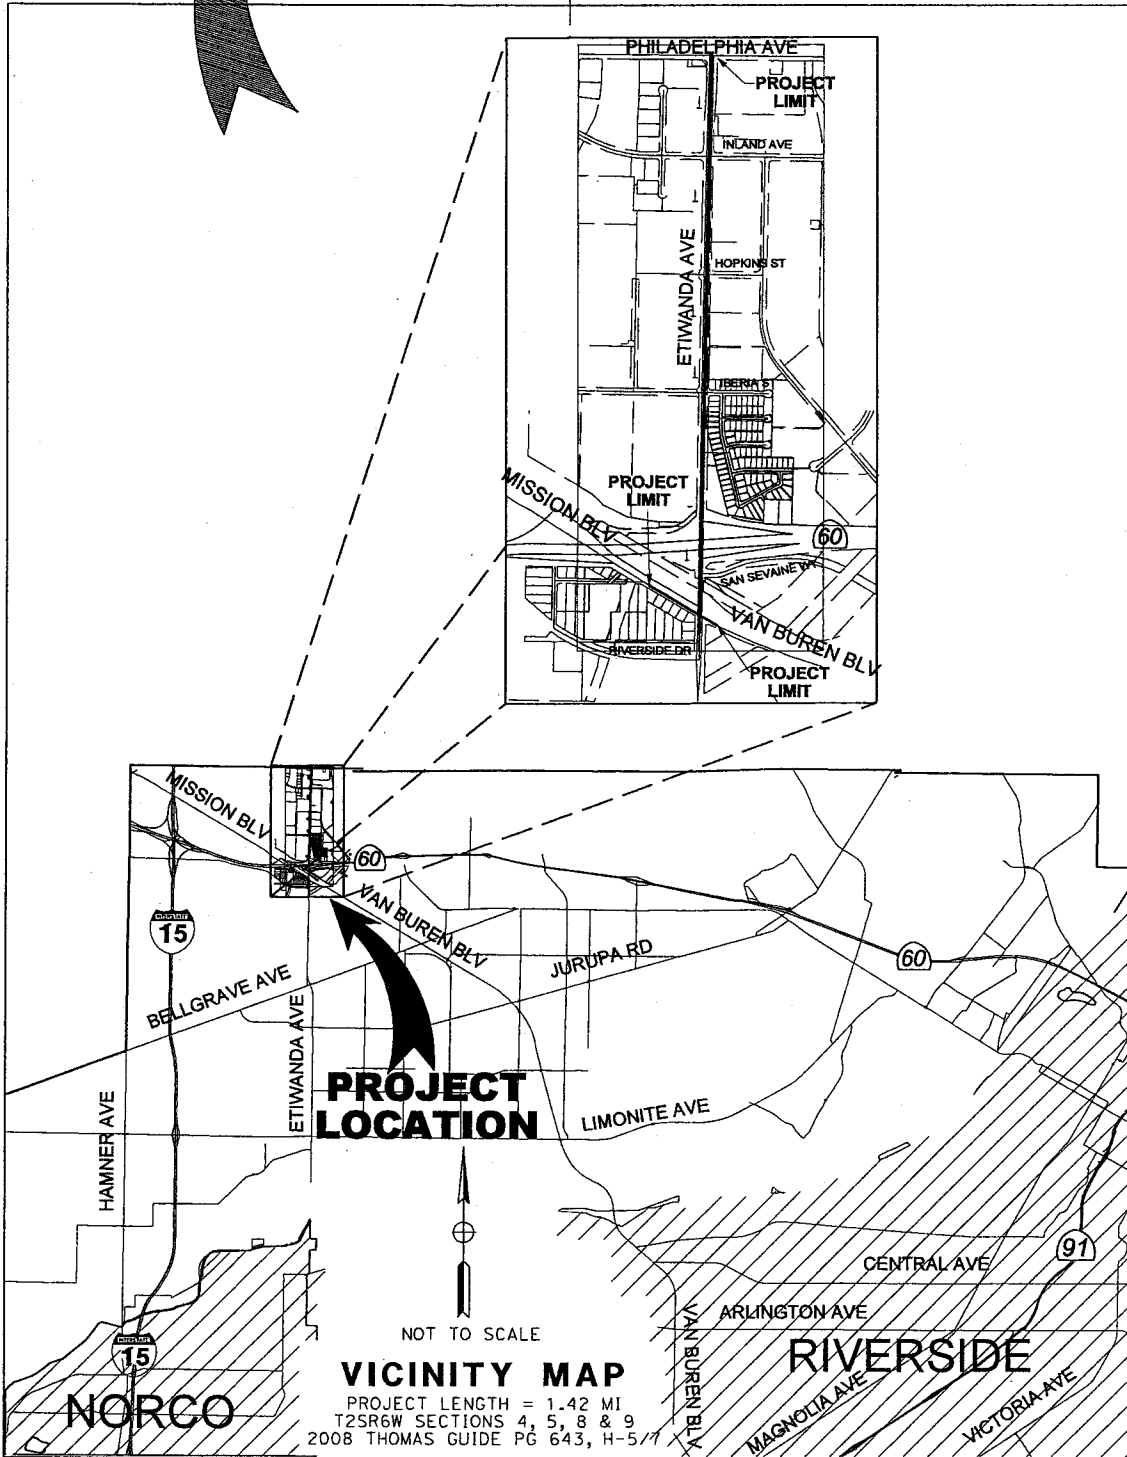 PHILADELPHIA AVE
PROJECT
LIMIT
INLAND AVE
ETIWANDA AVE
HOPKINS ST
IBERIA ST
PROJECT
LIMIT
MISSION BLV
60
SAN SEVAINE WY
VAN BUREN BLV
RIVERSIDE DR
PROJECT
LIMIT
MISSION BLV
60
VAN BUREN BLV
INTERSTATE
15
JURUPA RD
60
BELLGRAVE AVE
ETIWANDA AVE
PROJECT
LOCATION
LIMONITE AVE
HAMNER AVE
91
CENTRAL AVE
ARLINGTON AVE
NOT TO SCALE
VAN BUREN BLV
RIVERSIDE
INTERSTATE
15
VICINITY MAP
NORCO
MAGNOLIA AVE
VICTORIA AVE
PROJECT LENGTH = 1.42 MI
T2SR6W SECTIONS 4, 5, 8 & 9
2008 THOMAS GUIDE PG 643, H-5/7